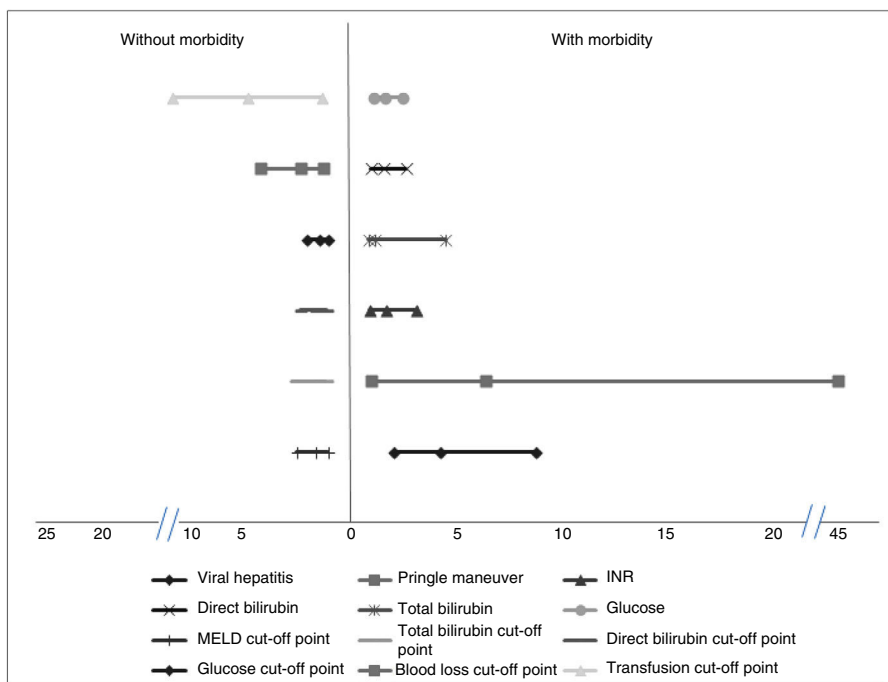 Without morbidity With morbidity
25 20 10 5 0 5 10 15 20 45
Viral hepatitis Pringle maneuver INR
Direct bilirubin Total bilirubin Glucose
MELD cut-off point Total bilirubin cut-off Direct bilirubin cut-off point
point
Glucose cut-off point Blood loss cut-off point Transfusion cut-off point